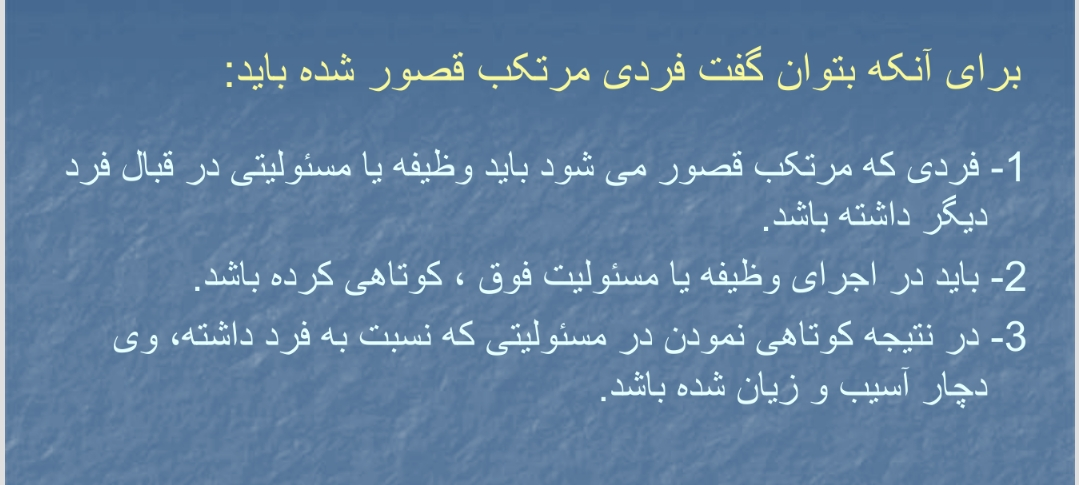 برای آنکه بتوان گفت فردی مرتکب قصور شده باید:
1- فردی که مرتکب قصور می شود باید وظیفه یا مسئولیتی در قبال فرد
دیگر داشته باشد.
2- باید در اجرای وظیفه یا مسئولیت فوق ، کوتاهی کرده باشد.
3- در نتیجه کوتاهی نمودن در مسئولیتی که نسبت به فرد داشته، وی
دچار آسیب و زیان شده باشد.